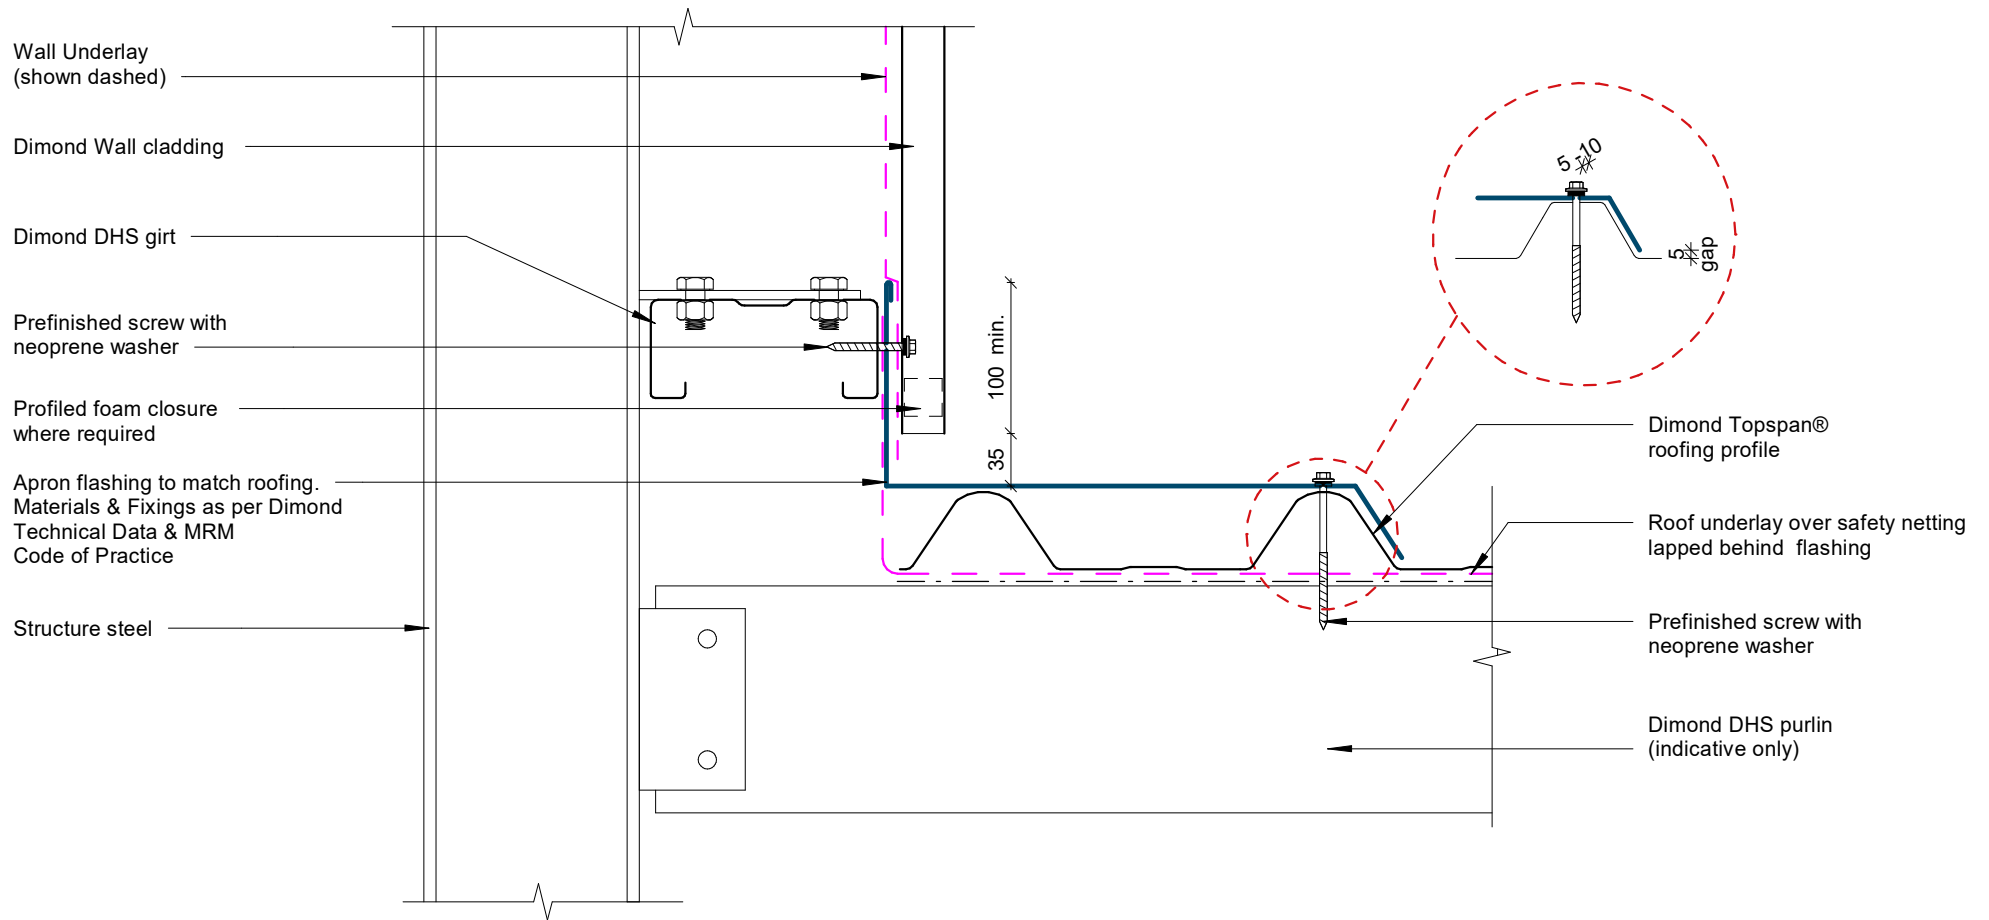 Wall Underlay
(shown dashed)
Dimond Wall cladding
Dimond DHS girt
Prefinished screw with
neoprene washer
Profiled foam closure
where required
Apron flashing to match roofing.
Materials & Fixings as per Dimond
Technical Data & MRM
Code of Practice
Structure steel
100 min.
35
5 -10
5
gap
Dimond Topspan®
roofing profile
Roof underlay over safety netting
lapped behind flashing
Prefinished screw with
neoprene washer
Dimond DHS purlin
(indicative only)